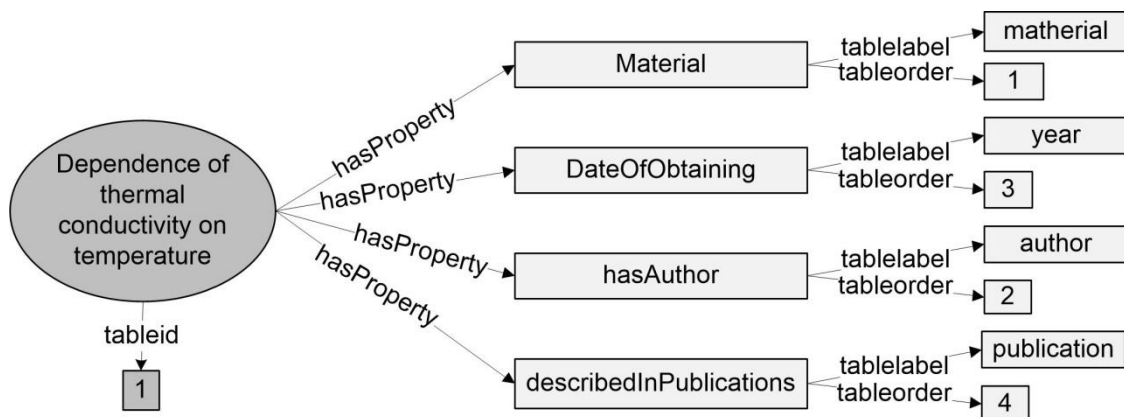 Dependence of
thermal
conductivity on
temperature
tableid
1
hasProperty
hasProperty
hasProperty
hasProperty
Material
tablelabel
tableorder
matherial
1
DateOfObtaining
tablelabel
tableorder
year
3
hasAuthor
tablelabel
tableorder
author
2
describedInPublications
tablelabel
tableorder
publication
4